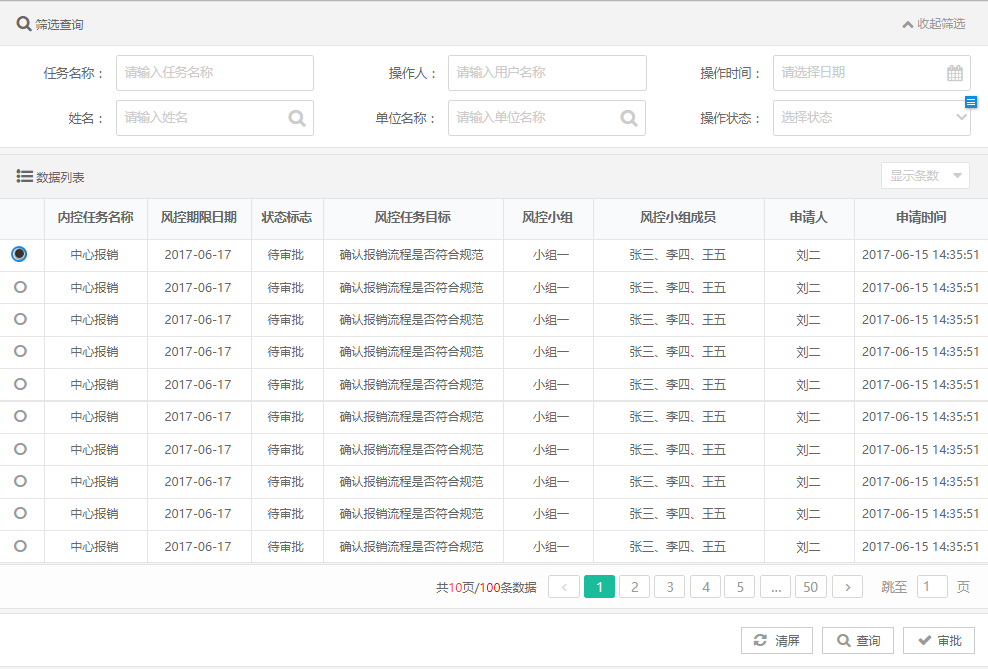 筛选查询 收起筛选
任务名称： 请输入任务名称 操作人： 请输入用户名称 操作时间： 请选择日期
姓名： 请输入姓名 单位名称： 请输入单位名称 操作状态： 选择状态
数据列表 显示条数
内控任务名称 风控期限日期 状态标志 风控任务目标 风控小组 风控小组成员 申请人 申请时间
中心报销 2017-06-17 待审批 确认报销流程是否符合规范 小组一 张三、李四、王五 刘二 2017-06-15 14:35:51
中心报销 2017-06-17 待审批 确认报销流程是否符合规范 小组一 张三、李四、王五 刘二 2017-06-15 14:35:51
中心报销 2017-06-17 待审批 确认报销流程是否符合规范 小组一 张三、李四、王五 刘二 2017-06-15 14:35:51
中心报销 2017-06-17 待审批 确认报销流程是否符合规范 小组一 张三、李四、王五 刘二 2017-06-15 14:35:51
中心报销 2017-06-17 待审批 确认报销流程是否符合规范 小组一 张三、李四、王五 刘二 2017-06-15 14:35:51
中心报销 2017-06-17 待审批 确认报销流程是否符合规范 小组一 张三、李四、王五 刘二 2017-06-15 14:35:51
中心报销 2017-06-17 待审批 确认报销流程是否符合规范 小组一 张三、李四、王五 刘二 2017-06-15 14:35:51
中心报销 2017-06-17 待审批 确认报销流程是否符合规范 小组一 张三、李四、王五 刘二 2017-06-15 14:35:51
中心报销 2017-06-17 待审批 确认报销流程是否符合规范 小组一 张三、李四、王五 刘二 2017-06-15 14:35:51
中心报销 2017-06-17 待审批 确认报销流程是否符合规范 小组一 张三、李四、王五 刘二 2017-06-15 14:35:51
共10页/100条数据 < 1 2 3 4 5 ... 50 > 跳至 1 页
清屏 查询 审批